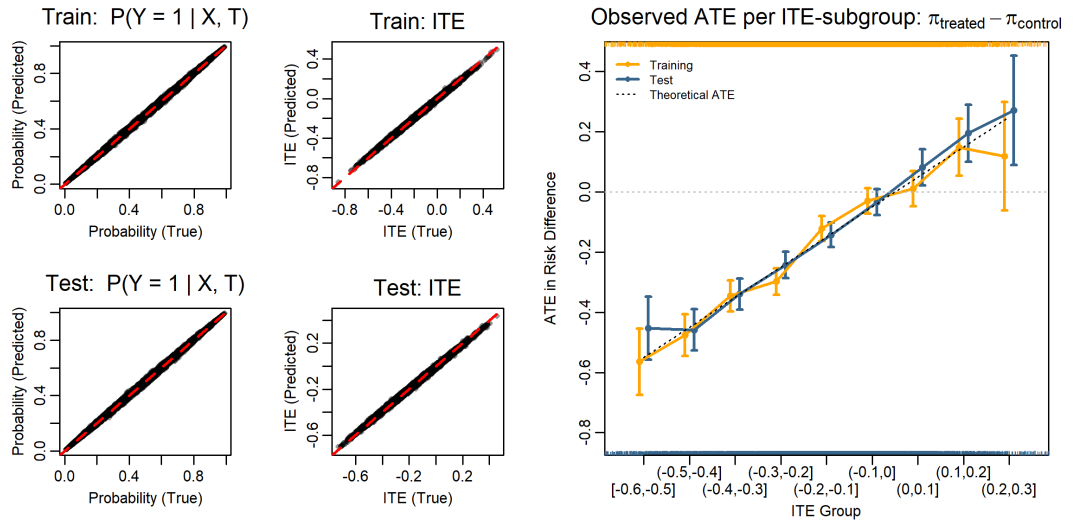 Train:  P(Y = 1 | X, T)
Probability (Predicted)
0.0 0.4 0.8
0.0 0.4 0.8
Probability (True)
Train: ITE
ITE (Predicted)
-0.8 -0.4 0.0 0.4
-0.8 -0.4 0.0 0.4
ITE (True)
Test:  P(Y = 1 | X, T)
Probability (Predicted)
0.0 0.4 0.8
0.0 0.4 0.8
Probability (True)
Test: ITE
ITE (Predicted)
-0.6 -0.2 0.2
-0.6 -0.2 0.2
ITE (True)
Observed ATE per ITE-subgroup: πtreated − πcontrol
Training
Test
Theoretical ATE
ATE in Risk Difference
0.4
0.2
0.0
-0.2
-0.4
-0.6
-0.8
(-0.5,-0.4] (-0.3,-0.2] (-0.1,0] (0.1,0.2]
[-0.6,-0.5] (-0.4,-0.3] (-0.2,-0.1] (0,0.1] (0.2,0.3]
ITE Group